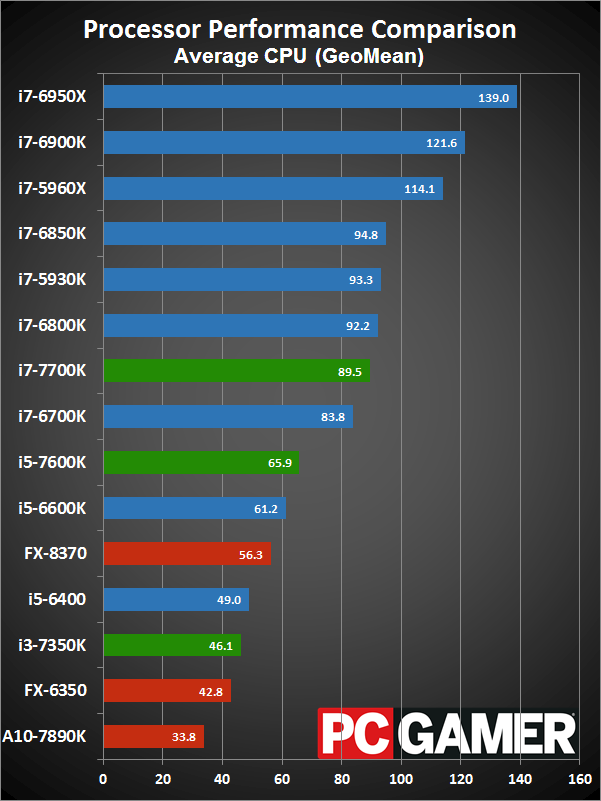 Processor Performance Comparison
Average CPU (GeoMean)
i7-6950X 139.0
i7-6900K 121.6
i7-5960X 114.1
i7-6850K 94.8
i7-5930K 93.3
i7-6800K 92.2
i7-7700K 89.5
i7-6700K 83.8
i5-7600K 65.9
i5-6600K 61.2
FX-8370 56.3
i5-6400 49.0
i3-7350K 46.1
FX-6350 42.8
A10-7890K 33.8
PC GAMER
0 20 40 60 80 100 120 140 160